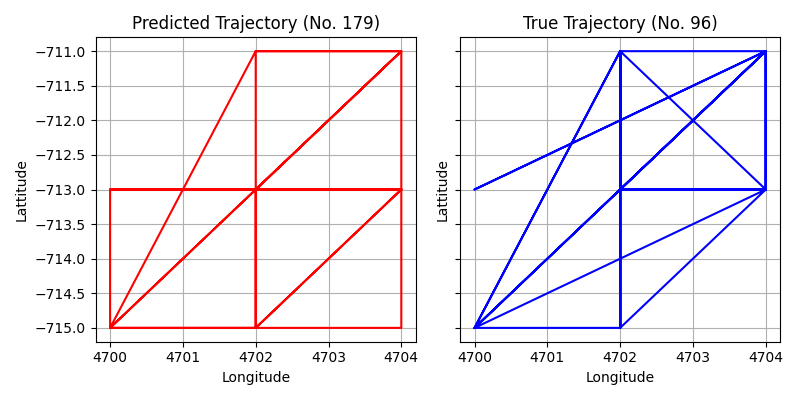 Predicted Trajectory (No. 179)
True Trajectory (No. 96)
−711.0
−711.5
−712.0
−712.5
−713.0
−713.5
−714.0
−714.5
−715.0
Lattitude
Lattitude
4700 4701 4702 4703 4704
4700 4701 4702 4703 4704
Longitude
Longitude